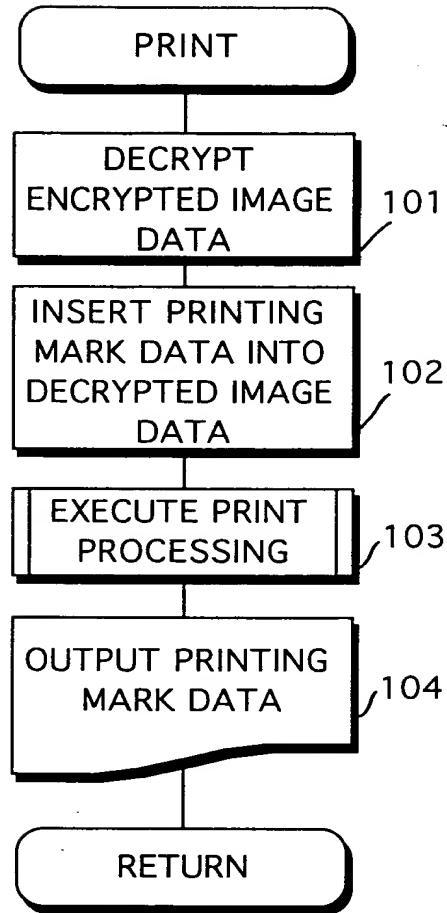 PRINT
DECRYPT
ENCRYPTED IMAGE
DATA
101
INSERT PRINTING
MARK DATA INTO
DECRYPTED IMAGE
DATA
102
EXECUTE PRINT
PROCESSING
103
OUTPUT PRINTING
MARK DATA
104
RETURN